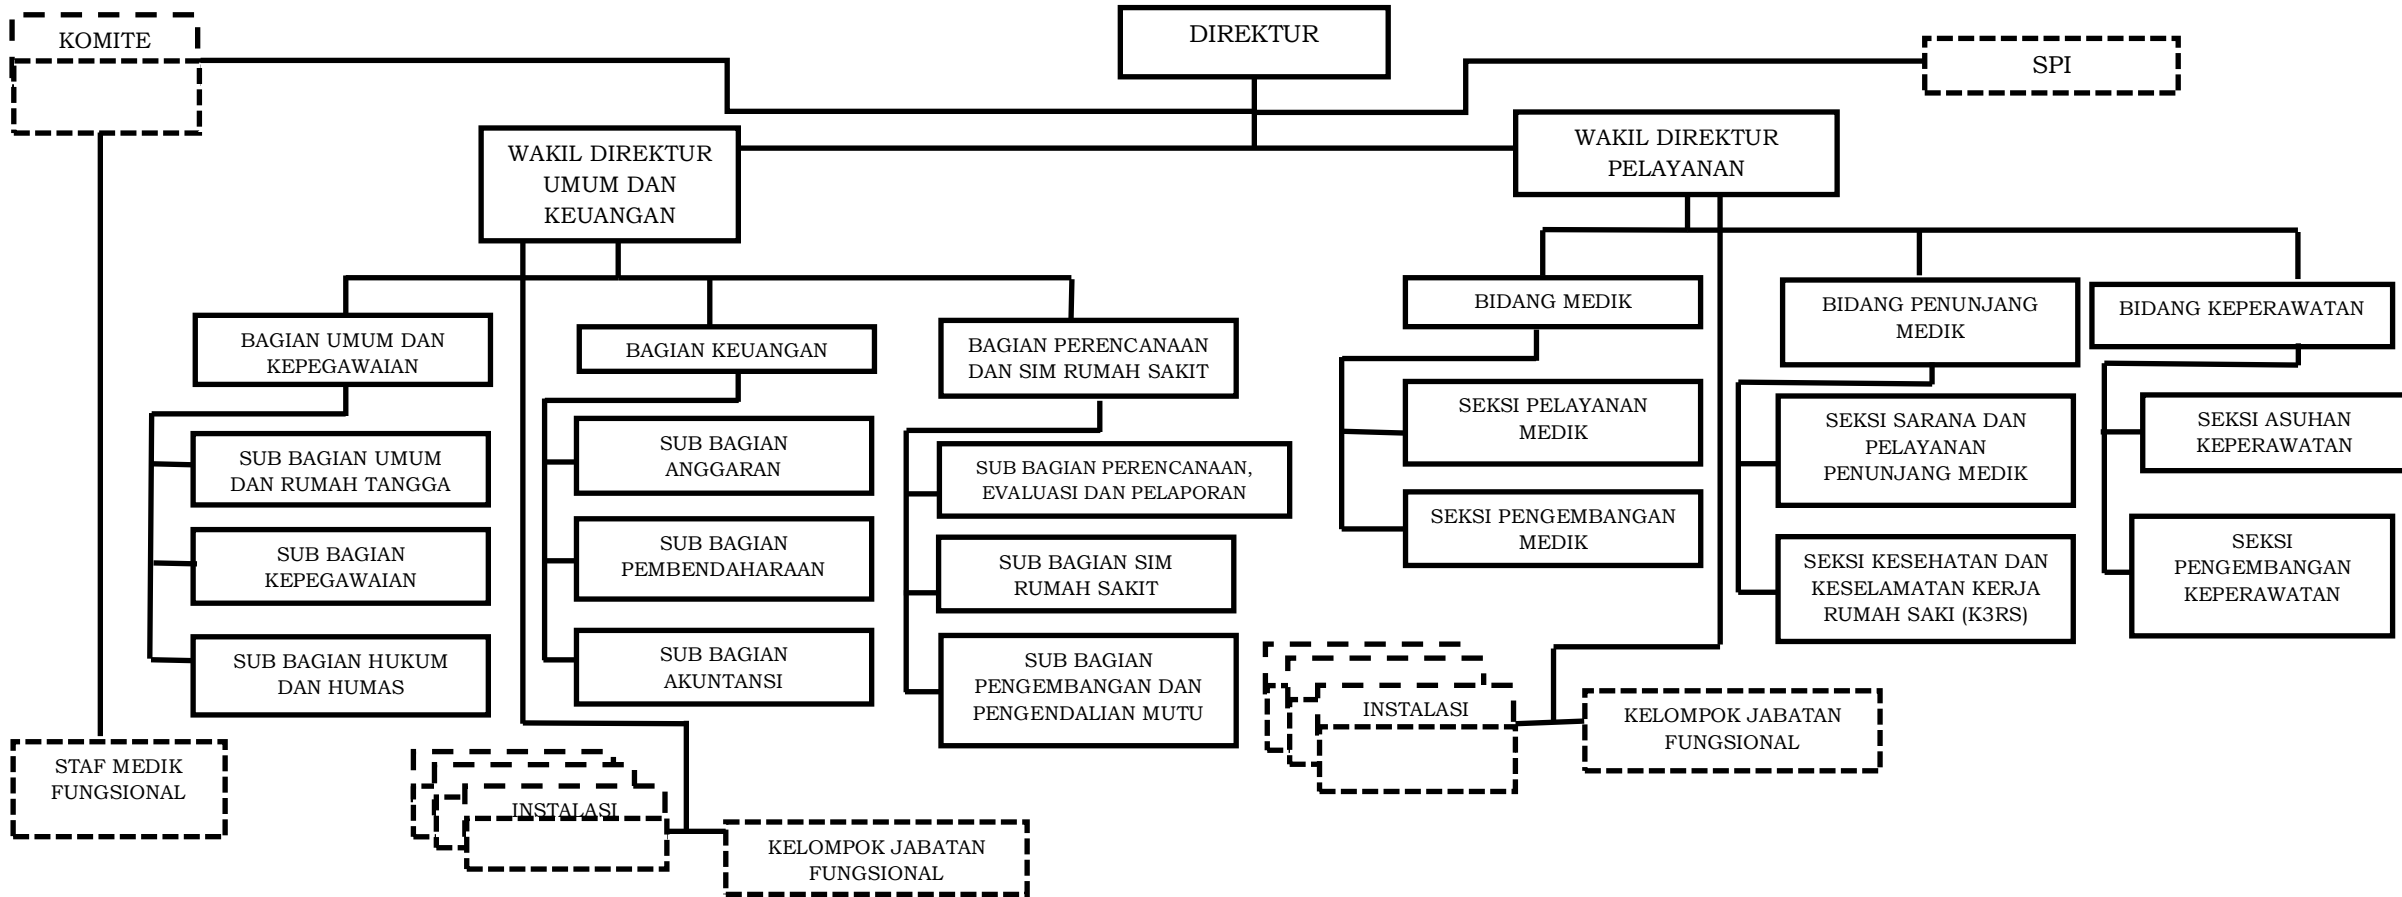 KOMITE
DIREKTUR
SPI
WAKIL DIREKTUR
UMUM DAN
KEUANGAN
WAKIL DIREKTUR
PELAYANAN
BAGIAN UMUM DAN
KEPEGAWAIAN
BAGIAN KEUANGAN
BAGIAN PERENCANAAN
DAN SIM RUMAH SAKIT
BIDANG MEDIK
BIDANG PENUNJANG
MEDIK
BIDANG KEPERAWATAN
SUB BAGIAN UMUM
DAN RUMAH TANGGA
SUB BAGIAN
KEPEGAWAIAN
SUB BAGIAN HUKUM
DAN HUMAS
SUB BAGIAN
ANGGARAN
SUB BAGIAN
PEMBENDAHARAAN
SUB BAGIAN
AKUNTANSI
SUB BAGIAN PERENCANAAN,
EVALUASI DAN PELAPORAN
SUB BAGIAN SIM
RUMAH SAKIT
SUB BAGIAN
PENGEMBANGAN DAN
PENGENDALIAN MUTU
SEKSI PELAYANAN
MEDIK
SEKSI PENGEMBANGAN
MEDIK
SEKSI SARANA DAN
PELAYANAN
PENUNJANG MEDIK
SEKSI KESEHATAN DAN
KESELAMATAN KERJA
RUMAH SAKI (K3RS)
SEKSI ASUHAN
KEPERAWATAN
SEKSI
PENGEMBANGAN
KEPERAWATAN
STAF MEDIK
FUNGSIONAL
INSTALASI
KELOMPOK JABATAN
FUNGSIONAL
INSTALASI
KELOMPOK JABATAN
FUNGSIONAL